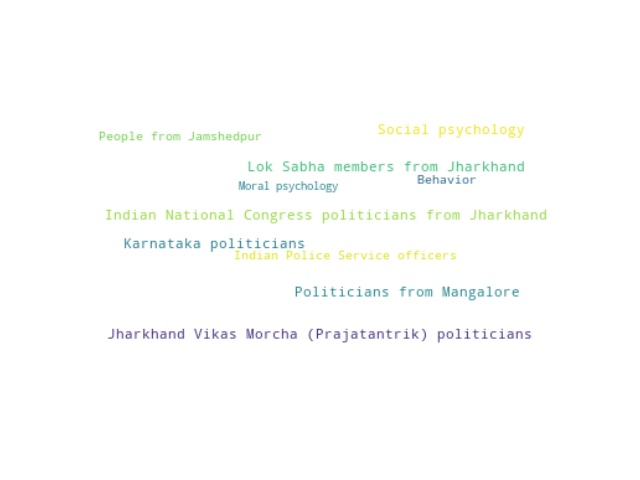 Social psychology
People from Jamshedpur
Lok Sabha members from Jharkhand
Behavior
Moral psychology
Indian National Congress politicians from Jharkhand
Karnataka politicians
Indian Police Service officers
Politicians from Mangalore
Jharkhand Vikas Morcha (Prajatantrik) politicians